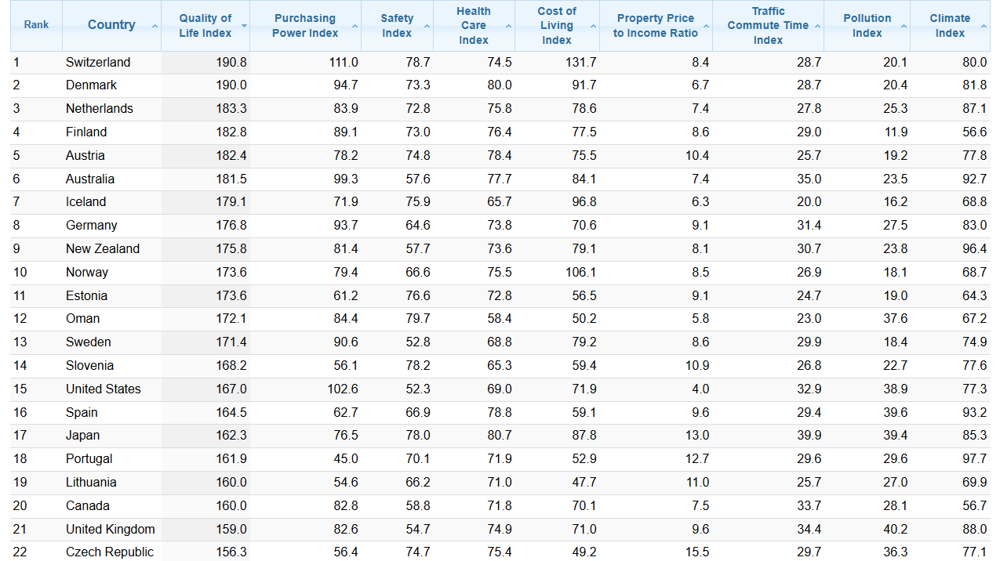 Rank Country Quality of Life Index Purchasing Power Index Safety Index Health Care Index Cost of Living Index Property Price to Income Ratio Traffic Commute Time Index Pollution Index Climate Index
1 Switzerland 190.8 111.0 78.7 74.5 131.7 8.4 28.7 20.1 80.0
2 Denmark 190.0 94.7 73.3 80.0 91.7 6.7 28.7 20.4 81.8
3 Netherlands 183.3 83.9 72.8 75.8 78.6 7.4 27.8 25.3 87.1
4 Finland 182.8 89.1 73.0 76.4 77.5 8.6 29.0 11.9 56.6
5 Austria 182.4 78.2 74.8 78.4 75.5 10.4 25.7 19.2 77.8
6 Australia 181.5 99.3 57.6 77.7 84.1 7.4 35.0 23.5 92.7
7 Iceland 179.1 71.9 75.9 65.7 96.8 6.3 20.0 16.2 68.8
8 Germany 176.8 93.7 64.6 73.8 70.6 9.1 31.4 27.5 83.0
9 New Zealand 175.8 81.4 57.7 73.6 79.1 8.1 30.7 23.8 96.4
10 Norway 173.6 79.4 66.6 75.5 106.1 8.5 26.9 18.1 68.7
11 Estonia 173.6 61.2 76.6 72.8 56.5 9.1 24.7 19.0 64.3
12 Oman 172.1 84.4 79.7 58.4 50.2 5.8 23.0 37.6 67.2
13 Sweden 171.4 90.6 52.8 68.8 79.2 8.6 29.9 18.4 74.9
14 Slovenia 168.2 56.1 78.2 65.3 59.4 10.9 26.8 22.7 77.6
15 United States 167.0 102.6 52.3 69.0 71.9 4.0 32.9 38.9 77.3
16 Spain 164.5 62.7 66.9 78.8 59.1 9.6 29.4 39.6 93.2
17 Japan 162.3 76.5 78.0 80.7 87.8 13.0 39.9 39.4 85.3
18 Portugal 161.9 45.0 70.1 71.9 52.9 12.7 29.6 29.6 97.7
19 Lithuania 160.0 54.6 66.2 71.0 47.7 11.0 25.7 27.0 69.9
20 Canada 160.0 82.8 58.8 71.8 70.1 7.5 33.7 28.1 56.7
21 United Kingdom 159.0 82.6 54.7 74.9 71.0 9.6 34.4 40.2 88.0
22 Czech Republic 156.3 56.4 74.7 75.4 49.2 15.5 29.7 36.3 77.1